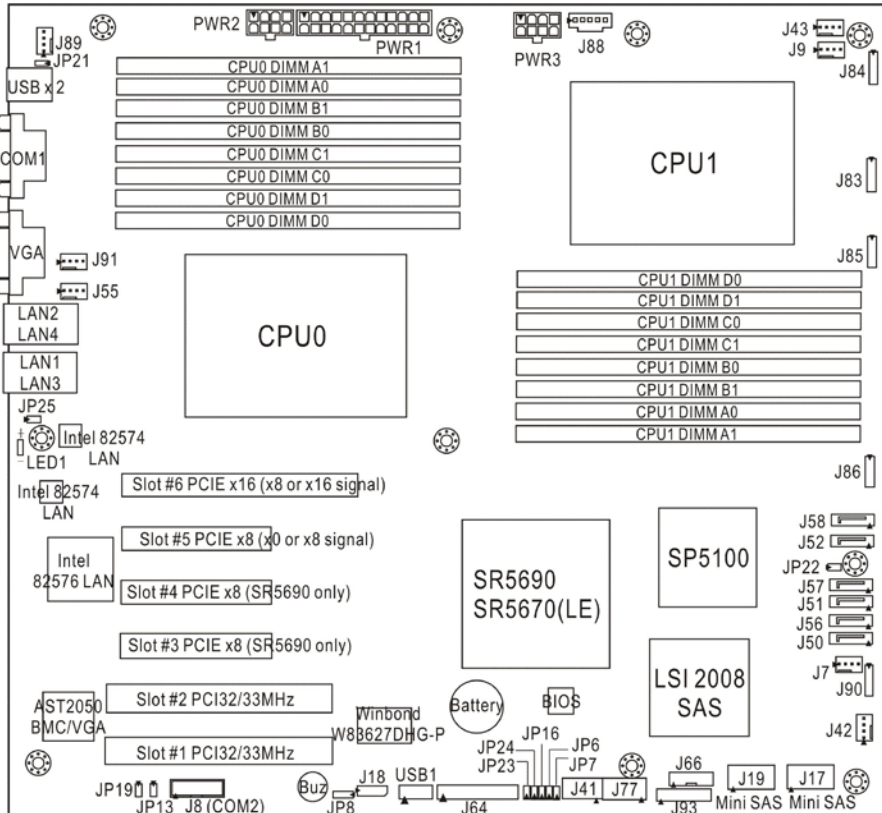 PWR2
PWR1
J89
JP21
USB x 2
COM1
VGA
J91
J55
LAN2
LAN4
LAN1
LAN3
JP25
+
-
LED1
Intel 82574
LAN
Intel 82574
LAN
Intel
82576 LAN
AST2050
BMC/VGA
CPU0 DIMM A1
CPU0 DIMM A0
CPU0 DIMM B1
CPU0 DIMM B0
CPU0 DIMM C1
CPU0 DIMM C0
CPU0 DIMM D1
CPU0 DIMM D0
CPU0
PWR3
J88
J43
J9
J84
CPU1
J83
J85
CPU1 DIMM D0
CPU1 DIMM D1
CPU1 DIMM C0
CPU1 DIMM C1
CPU1 DIMM B0
CPU1 DIMM B1
CPU1 DIMM A0
CPU1 DIMM A1
J86
Slot #6 PCIE x16 (x8 or x16 signal)
Slot #5 PCIE x8 (x0 or x8 signal)
Slot #4 PCIE x8 (SR5690 only)
Slot #3 PCIE x8 (SR5690 only)
Slot #2 PCI32/33MHz
Slot #1 PCI32/33MHz
SR5690
SR5670(LE)
SP5100
J58
J52
JP22
J57
J51
J56
J50
J7
J90
J42
LSI 2008
SAS
Winbond
W83627DHG-P
Battery
BIOS
JP16
JP24
JP6
JP23
JP7
JP19
JP13
J8 (COM2)
Buz
JP8
J18
USB1
J64
J41
J77
J66
J93
J19
Mini SAS
J17
Mini SAS